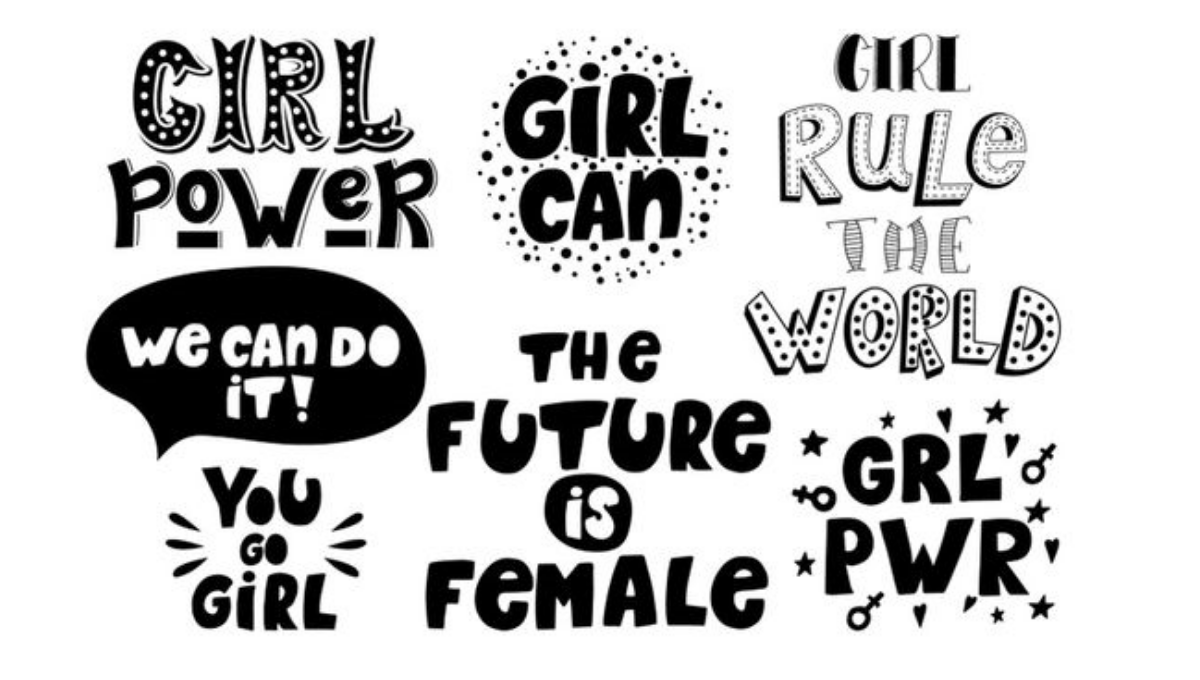 GIRL
POWeR
GiRL
CAn
GIRL
RuLe
THE
WORLD
We CAn DO
iT!
THe
FUTURe
iS
FeMALe
YoU
GO
GiRL
GRL
PWR